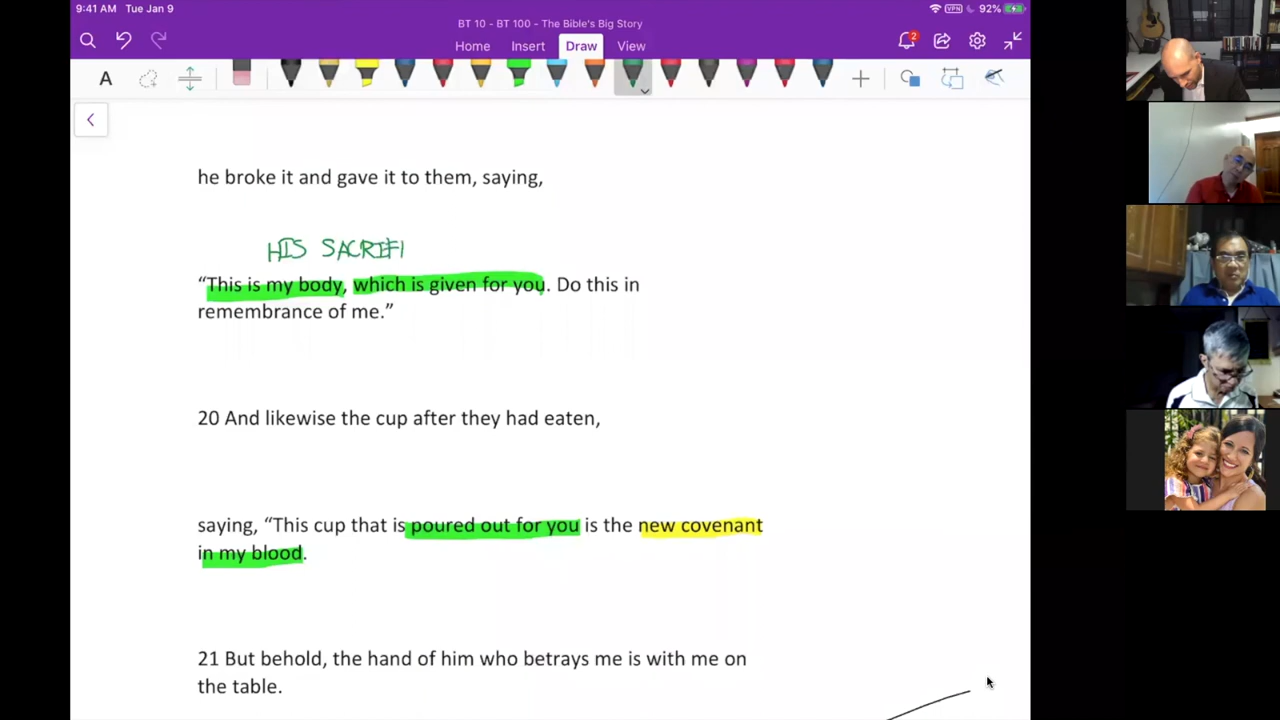 9:41 AM Tue Jan 9
VPN 92%
BT 10 - BT 100 - The Bible's Big Story
Home Insert Draw View
2
A
he broke it and gave it to them, saying,
HIS SACRIFI
“This is my body, which is given for you. Do this in
remembrance of me.”
20 And likewise the cup after they had eaten,
saying, “This cup that is poured out for you is the new covenant
in my blood.
21 But behold, the hand of him who betrays me is with me on
the table.